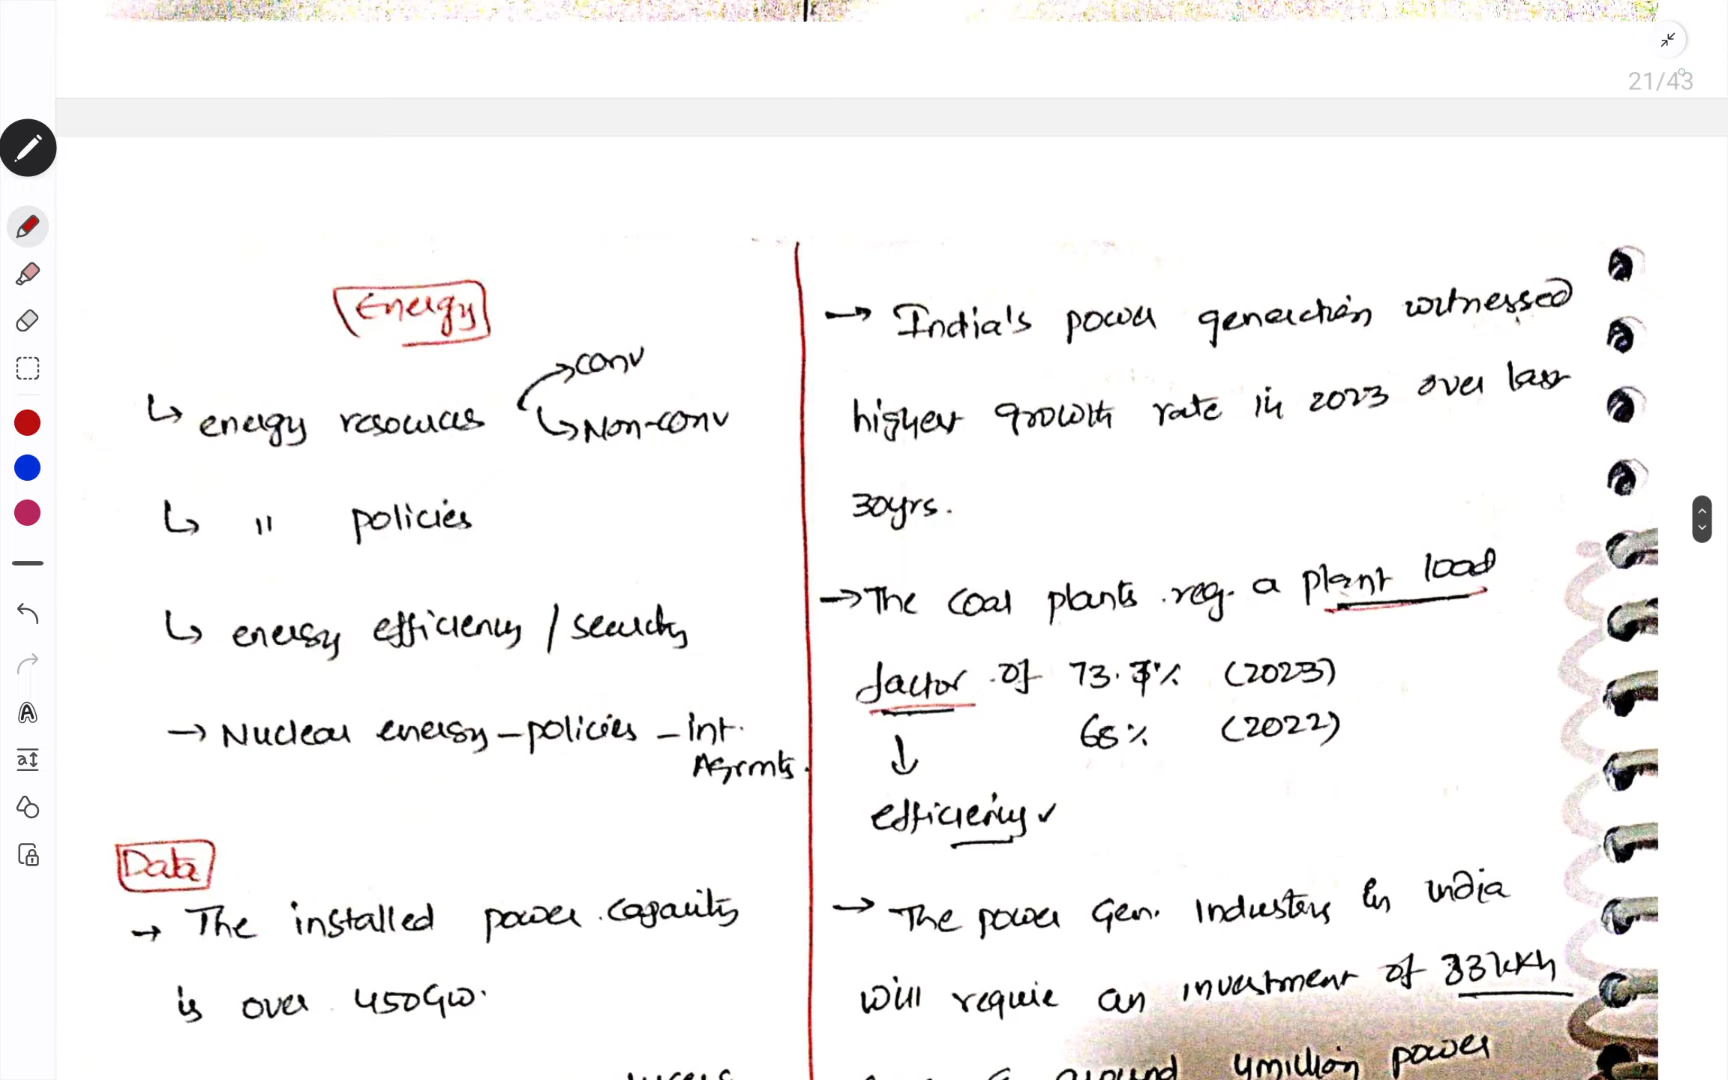 21/43
Energy
↳ energy resources → conv
↳ Non-conv
↳ " policies
↳ energy efficiency / security
→ Nuclear energy - policies - int.
Agrmts.
Data
→ The installed power capacity
is over 450GW.
→ India's power generation witnessed
highest growth rate in 2023 over last
30yrs.
→ The coal plants reg. a plant load
factor of 73.7% (2023)
68% (2022)
↓
efficiency ✓
→ The power Gen. Industry in india
will require an investment of 33
around 4million power